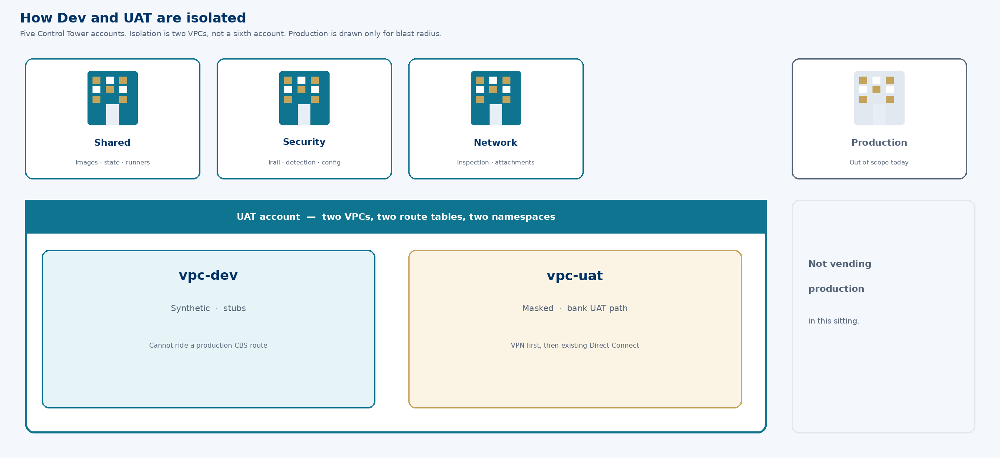 How Dev and UAT are isolated
Five Control Tower accounts. Isolation is two VPCs, not a sixth account. Production is drawn only for blast radius.
Shared
Images · state · runners
Security
Trail · detection · config
Network
Inspection · attachments
Production
Out of scope today
UAT account — two VPCs, two route tables, two namespaces
vpc-dev
Synthetic · stubs
Cannot ride a production CBS route
vpc-uat
Masked · bank UAT path
VPN first, then existing Direct Connect
Not vending
production
in this sitting.